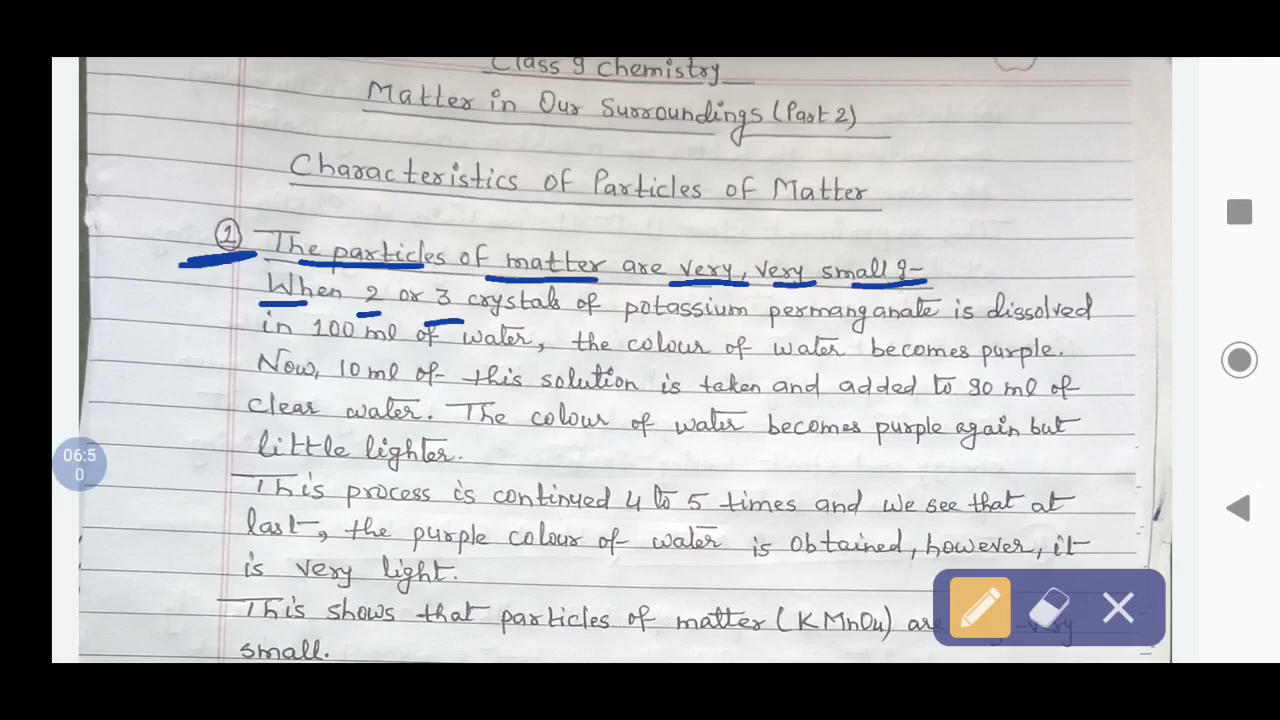 Class 9 Chemistry
Matter in Our Surroundings (Part 2)
Characteristics of Particles of Matter
① The particles of matter are very, very small :-
When 2 or 3 crystals of potassium permanganate is dissolved
in 100 ml of water, the colour of water becomes purple.
Now, 10 ml of this solution is taken and added to 90 ml of
clear water. The colour of water becomes purple again but
little lighter.
This process is continued 4 to 5 times and we see that at
last, the purple colour of water is obtained, however, it
is very light.
This shows that particles of matter (KMnO4) are
small.
06:5
0